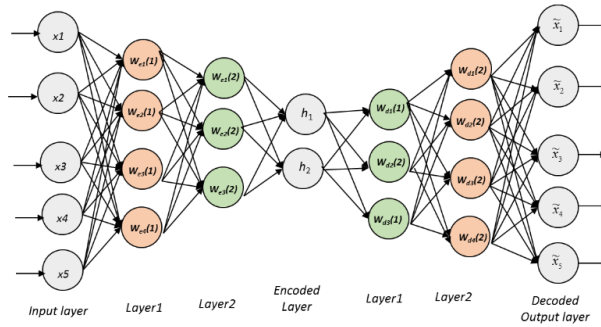 x1
x2
x3
x4
x5
We1(1)
We2(1)
We3(1)
We4(1)
We1(2)
We2(2)
We3(2)
h1
h2
Wd1(1)
Wd2(2)
Wd3(1)
Wd1(2)
Wd2(2)
Wd3(2)
Wd4(2)
x̃1
x̃2
x̃3
x̃4
x̃5
Input layer
Layer1
Layer2
Encoded
Layer
Layer1
Layer2
Decoded
Output layer